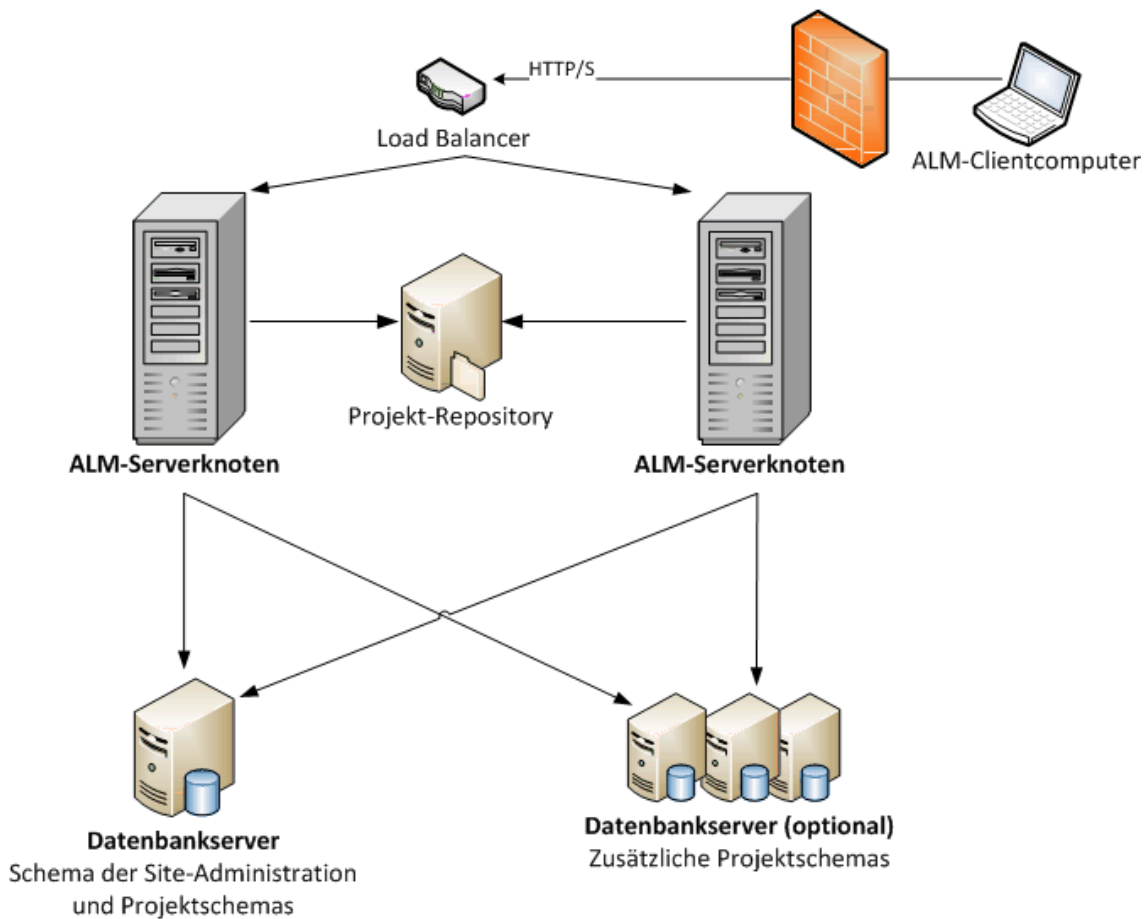 HTTP/S
Load Balancer
ALM-Clientcomputer
Projekt-Repository
ALM-Serverknoten
ALM-Serverknoten
Datenbankserver
Schema der Site-Administration
und Projektschemas
Datenbankserver (optional)
Zusätzliche Projektschemas